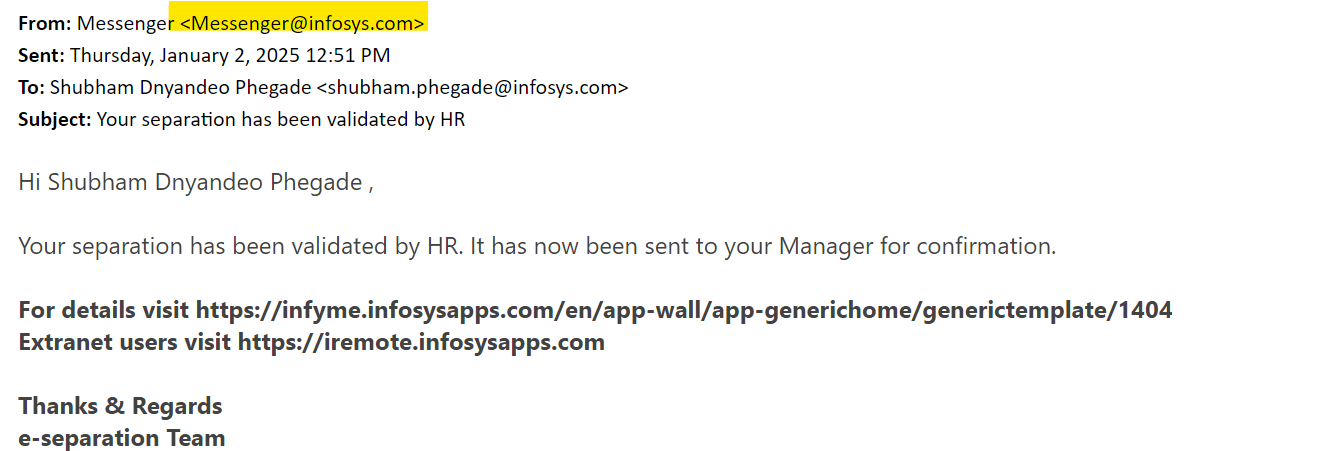 From: Messenger <Messenger@infosys.com>
Sent: Thursday, January 2, 2025 12:51 PM
To: Shubham Dnyandeo Phegade <shubham.phegade@infosys.com>
Subject: Your separation has been validated by HR
Hi Shubham Dnyandeo Phegade ,
Your separation has been validated by HR. It has now been sent to your Manager for confirmation.
For details visit https://infyme.infosysapps.com/en/app-wall/app-generichome/generictemplate/1404
Extranet users visit https://iremote.infosysapps.com
Thanks & Regards
e-separation Team